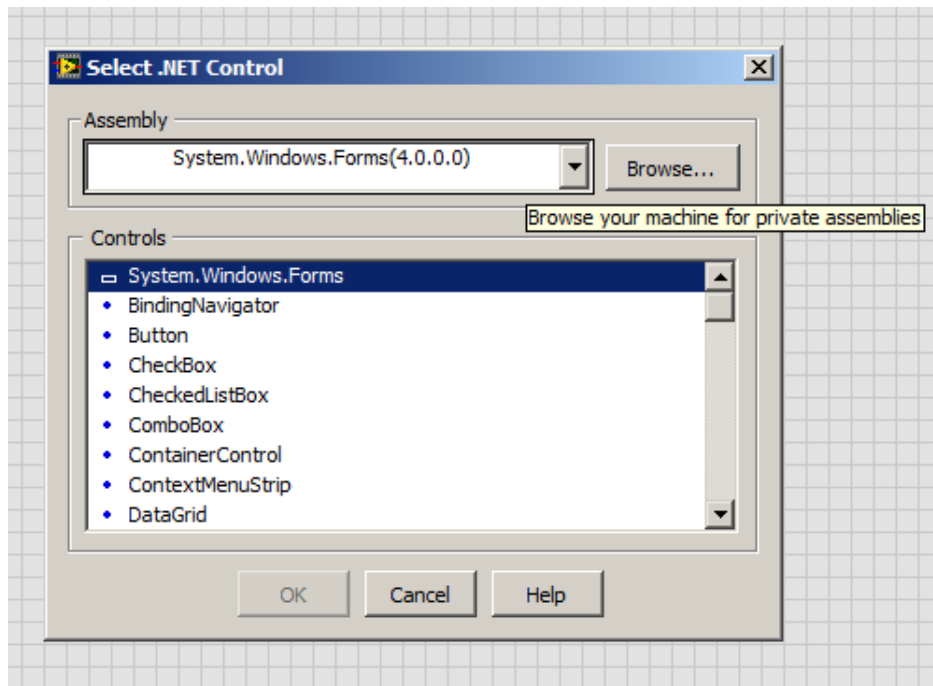 Select .NET Control
Assembly
System.Windows.Forms(4.0.0.0)
Browse...
Browse your machine for private assemblies
Controls
System.Windows.Forms
BindingNavigator
Button
CheckBox
CheckedListBox
ComboBox
ContainerControl
ContextMenuStrip
DataGrid
OK Cancel Help